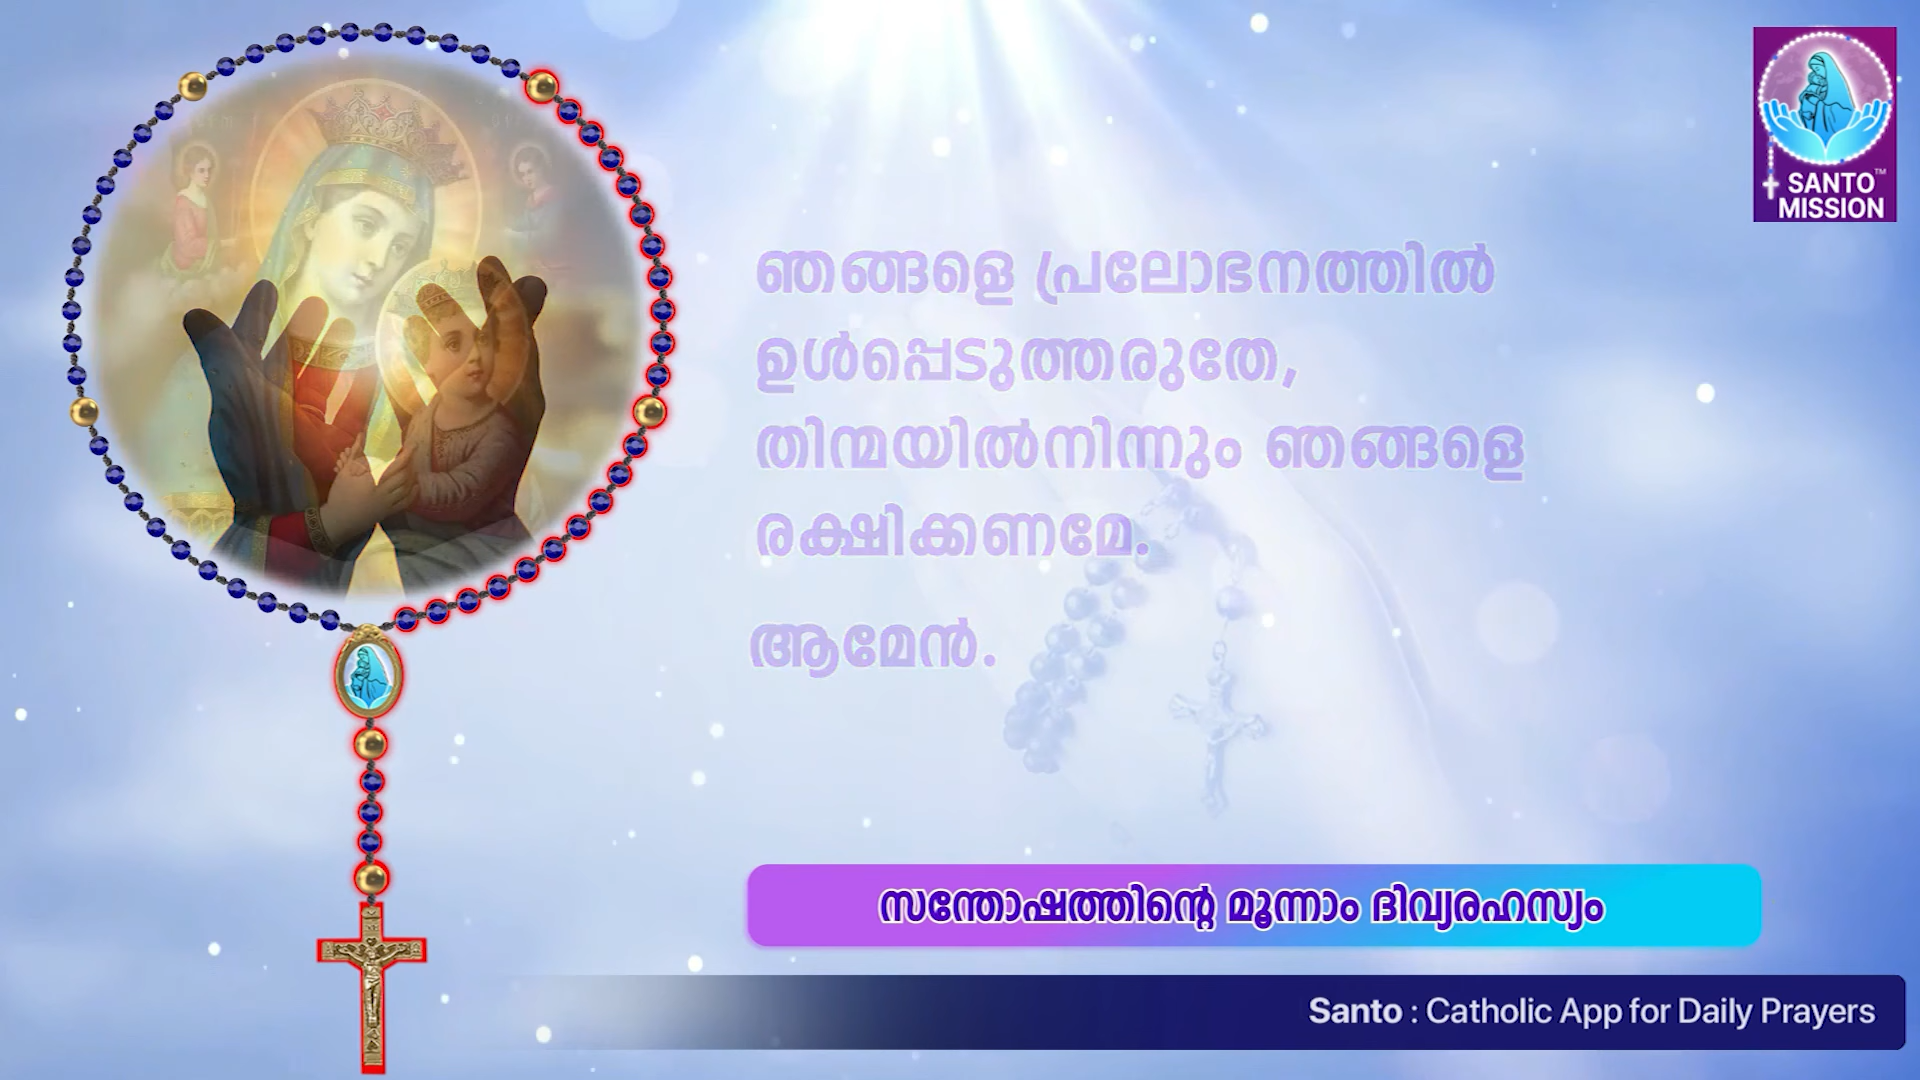 SANTO™
MISSION
ഞങ്ങളെ പ്രലോഭനത്തിൽ
ഉൾപ്പെടുത്തരുതേ,
തിന്മയിൽനിന്നും ഞങ്ങളെ
രക്ഷിക്കണമേ.
ആമേൻ.
സന്തോഷത്തിന്റെ മൂന്നാം ദിവ്യരഹസ്യം
Santo : Catholic App for Daily Prayers